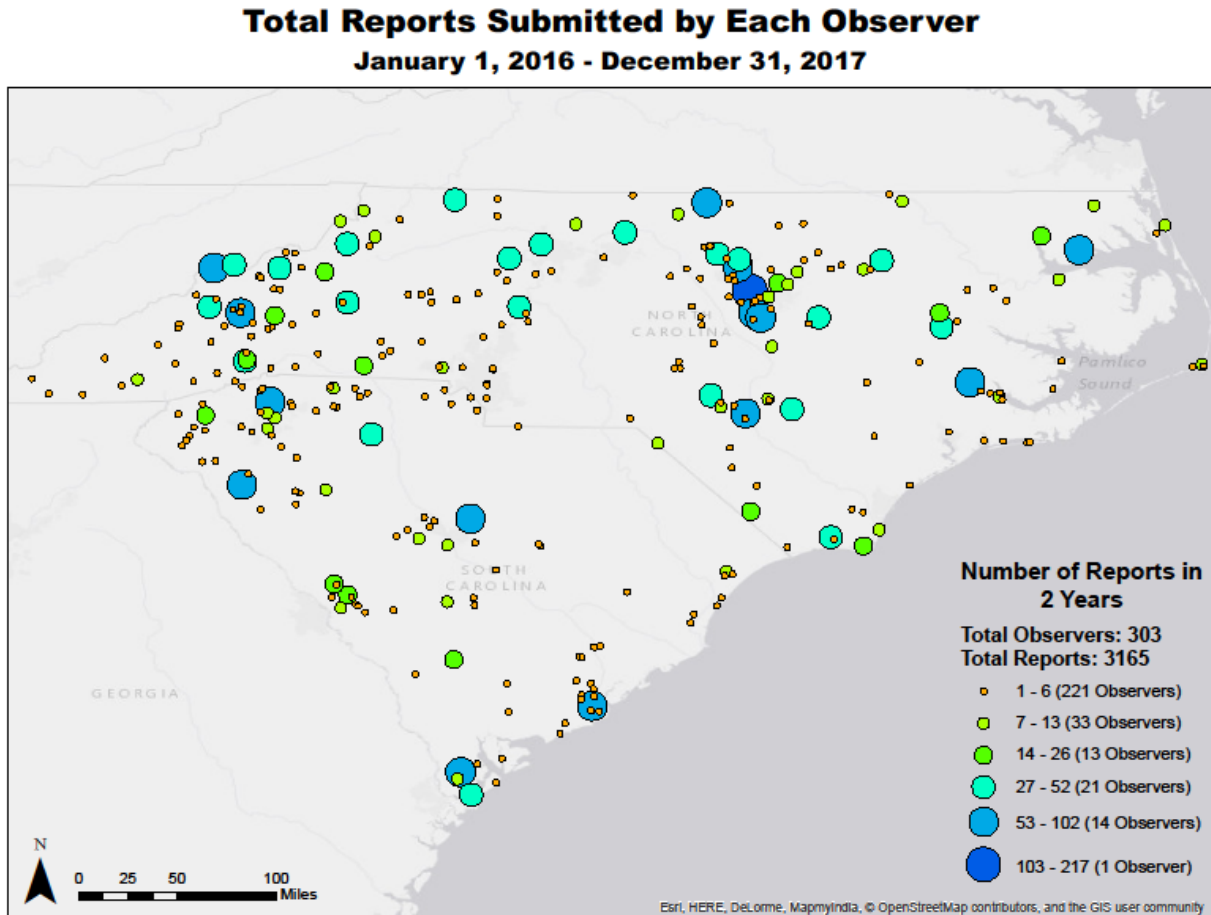 Total Reports Submitted by Each Observer
January 1, 2016 - December 31, 2017
NORTH
CAROLINA
Pamlico
Sound
SOUTH
CAROLINA
GEORGIA
Number of Reports in
2 Years
Total Observers: 303
Total Reports: 3165
1 - 6 (221 Observers)
7 - 13 (33 Observers)
14 - 26 (13 Observers)
27 - 52 (21 Observers)
53 - 102 (14 Observers)
103 - 217 (1 Observer)
N
0 25 50 100
Miles
Esri, HERE, DeLorme, MapmyIndia, © OpenStreetMap contributors, and the GIS user community